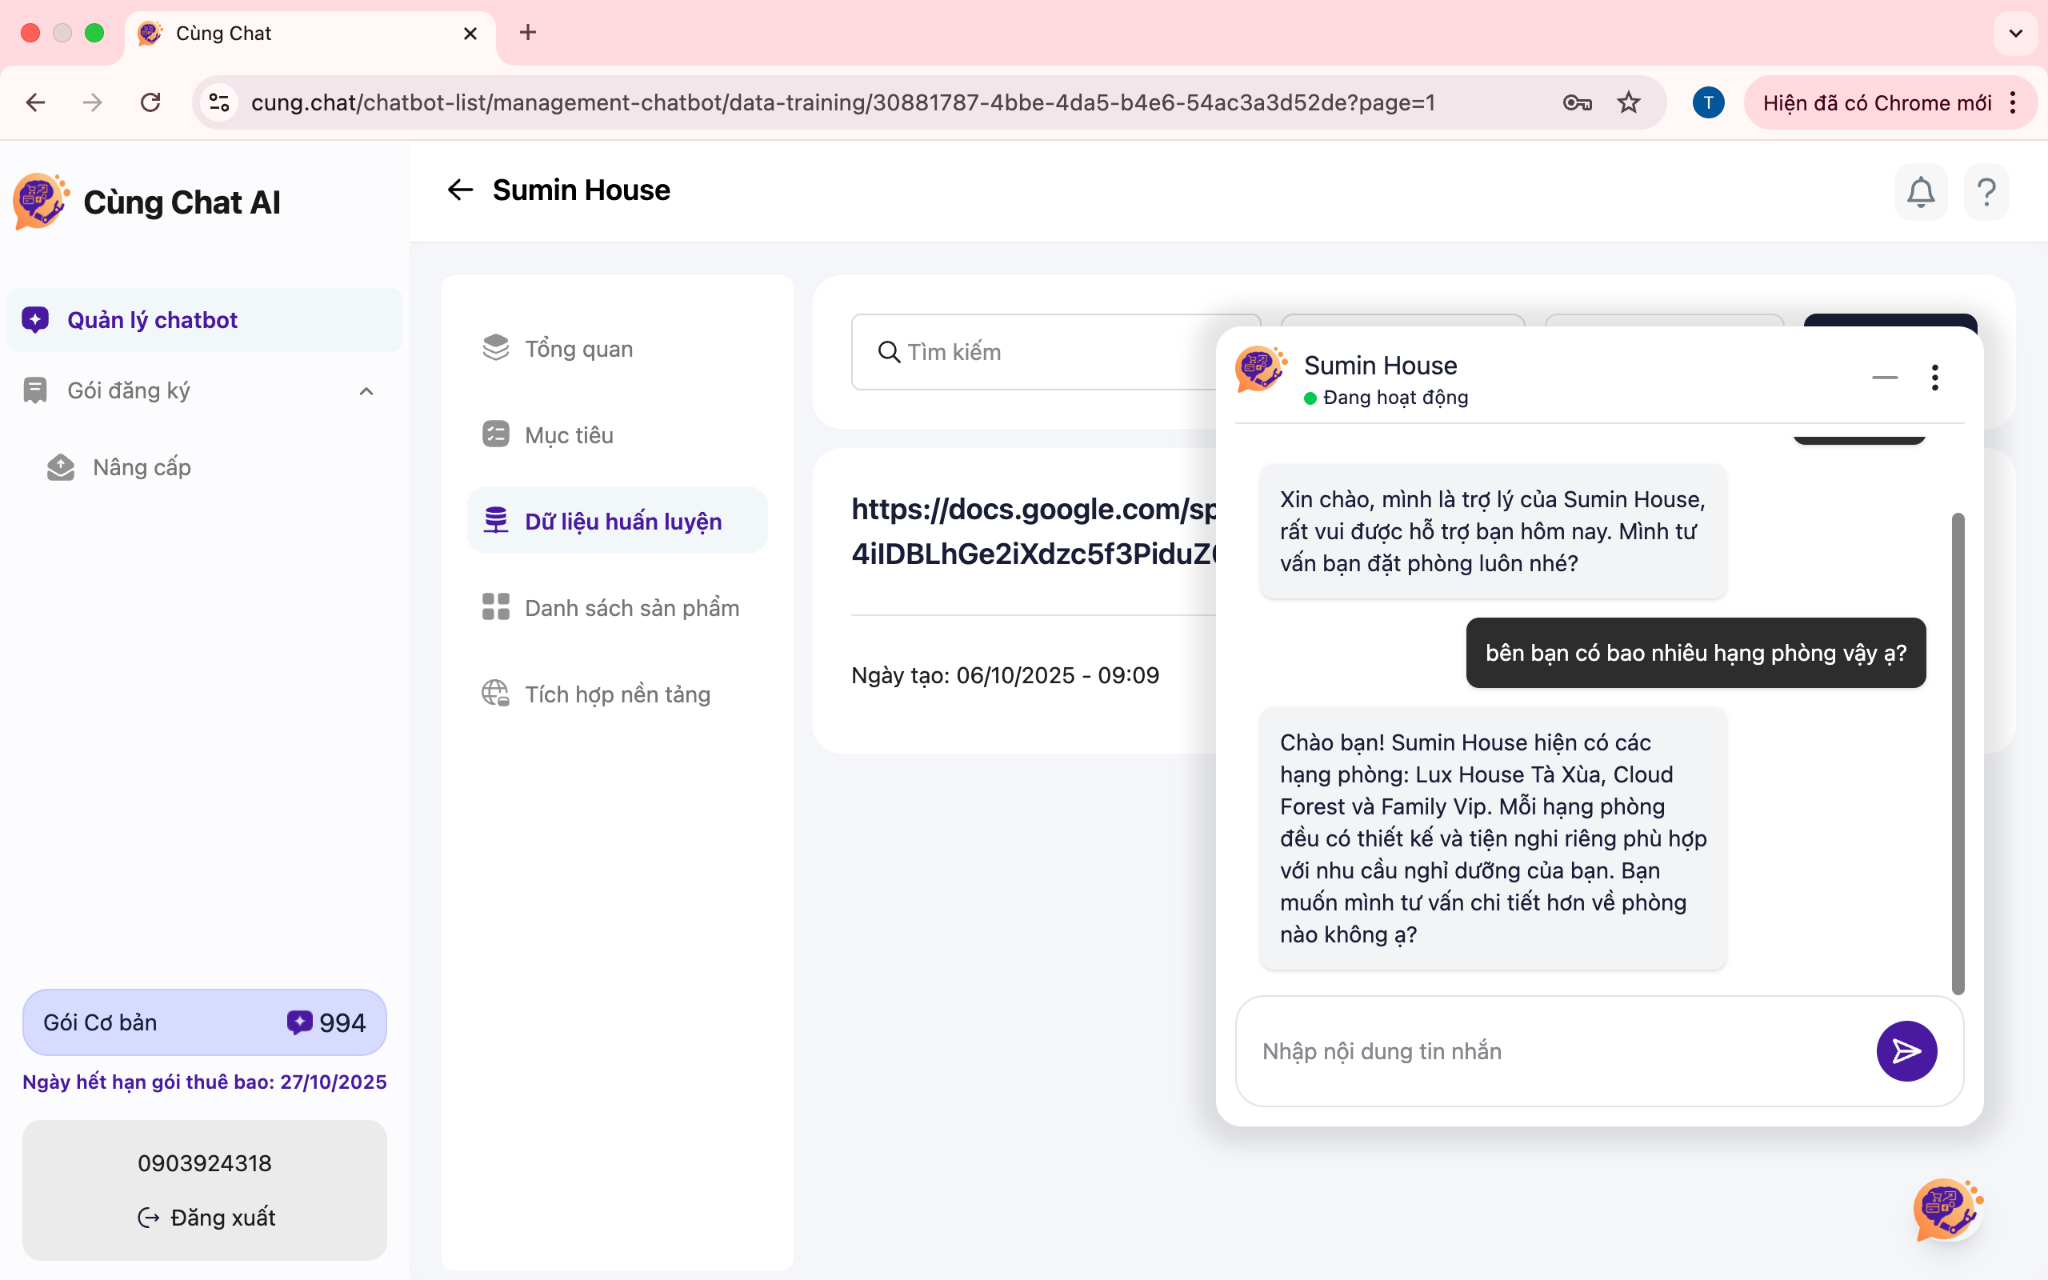 Cùng Chat
cung.chat/chatbot-list/management-chatbot/data-training/30881787-4bbe-4da5-b4e6-54ac3a3d52de?page=1
T
Hiện đã có Chrome mới
Cùng Chat AI
Quản lý chatbot
Gói đăng ký
Nâng cấp
Gói Cơ bản
994
Ngày hết hạn gói thuê bao: 27/10/2025
0903924318
Đăng xuất
Sumin House
Tổng quan
Mục tiêu
Dữ liệu huấn luyện
Danh sách sản phẩm
Tích hợp nền tảng
Tìm kiếm
https://docs.google.com/sp
4iIDBLhGe2iXdzc5f3PiduZ
Ngày tạo: 06/10/2025 - 09:09
Sumin House
Đang hoạt động
Xin chào, mình là trợ lý của Sumin House,
rất vui được hỗ trợ bạn hôm nay. Mình tư
vấn bạn đặt phòng luôn nhé?
bên bạn có bao nhiêu hạng phòng vậy ạ?
Chào bạn! Sumin House hiện có các
hạng phòng: Lux House Tà Xùa, Cloud
Forest và Family Vip. Mỗi hạng phòng
đều có thiết kế và tiện nghi riêng phù hợp
với nhu cầu nghỉ dưỡng của bạn. Bạn
muốn mình tư vấn chi tiết hơn về phòng
nào không ạ?
Nhập nội dung tin nhắn